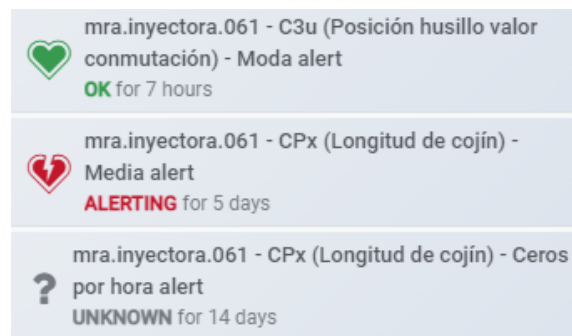 mra.inyectora.061 - C3u (Posición husillo valor
conmutación) - Moda alert
OK for 7 hours
mra.inyectora.061 - CPx (Longitud de cojín) -
Media alert
ALERTING for 5 days
mra.inyectora.061 - CPx (Longitud de cojín) - Ceros
por hora alert
UNKNOWN for 14 days